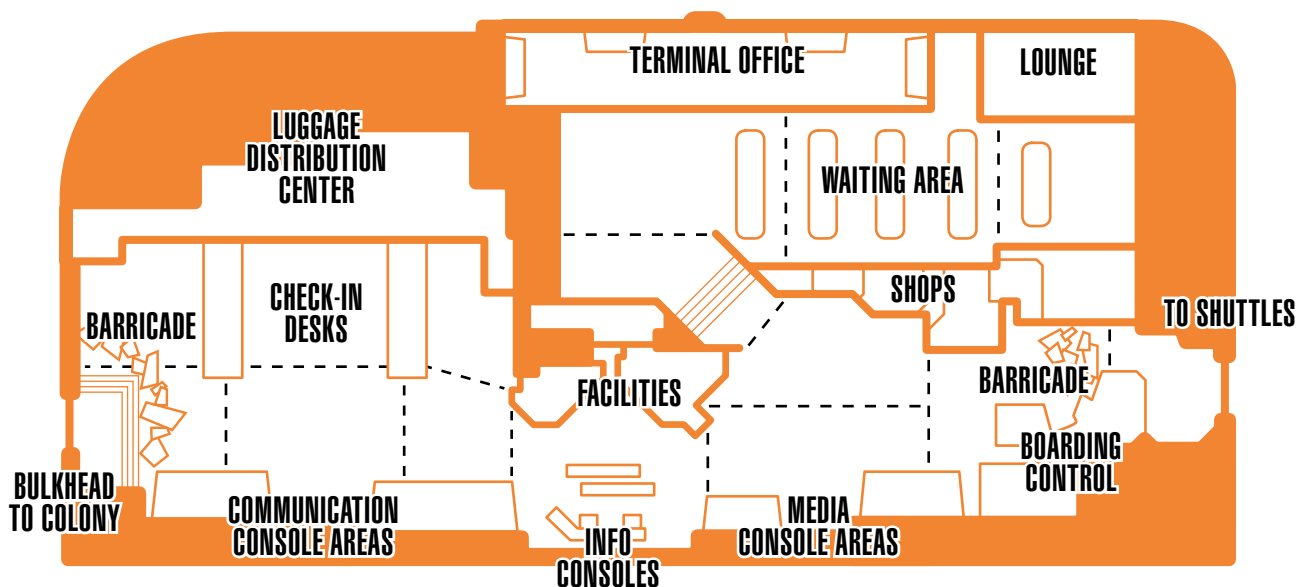 TERMINAL OFFICE
LOUNGE
LUGGAGE
DISTRIBUTION
CENTER
WAITING AREA
CHECK-IN
DESKS
SHOPS
BARRICADE
TO SHUTTLES
FACILITIES
BARRICADE
BOARDING
CONTROL
BULKHEAD
TO COLONY
COMMUNICATION
CONSOLE AREAS
INFO
CONSOLES
MEDIA
CONSOLE AREAS